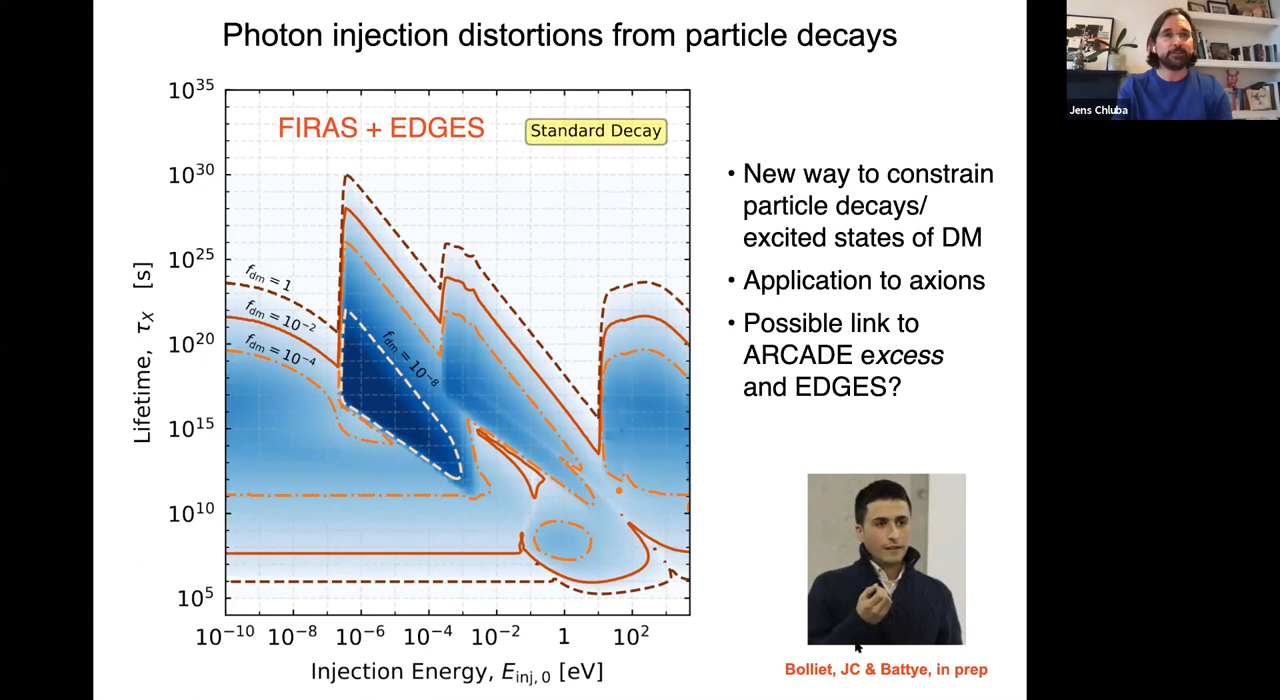 Photon injection distortions from particle decays
Jens Chluba
FIRAS + EDGES
Standard Decay
10^35
10^30
10^25
10^20
10^15
10^10
10^5
Lifetime, τ_X [s]
f_dm = 1
f_dm = 10^-2
f_dm = 10^-4
f_dm = 10^-8
10^-10 10^-8 10^-6 10^-4 10^-2 1 10^2
Injection Energy, E_inj, 0 [eV]
• New way to constrain
particle decays/
excited states of DM
• Application to axions
• Possible link to
ARCADE excess
and EDGES?
Bolliet, JC & Battye, in prep